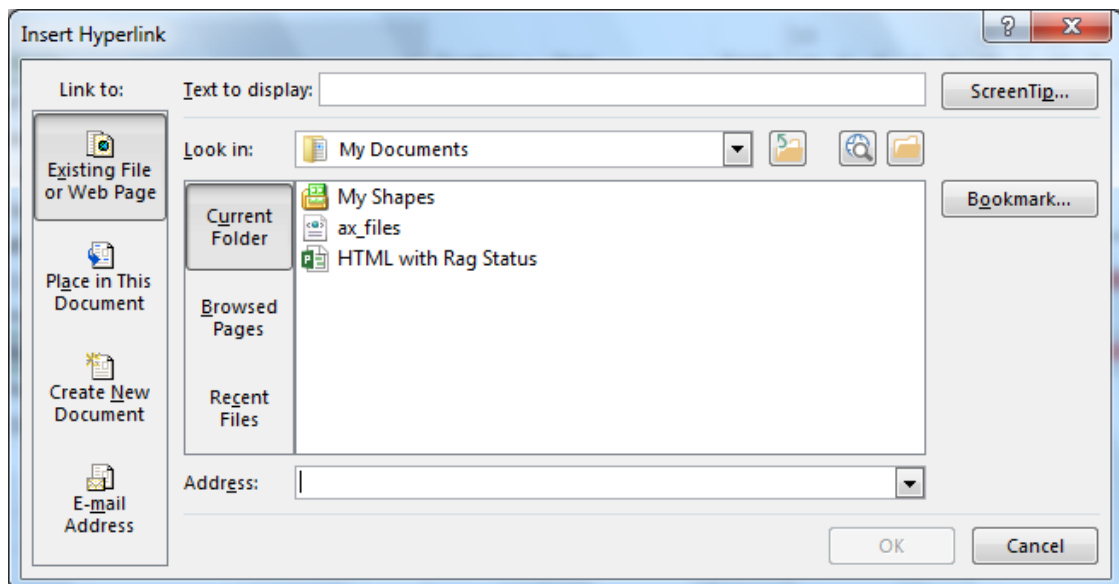 Insert Hyperlink
Link to:
Text to display:
ScreenTip...
Existing File
or Web Page
Look in:
My Documents
Current
Folder
My Shapes
ax_files
HTML with Rag Status
Bookmark...
Place in This
Document
Browsed
Pages
Create New
Document
Recent
Files
E-mail
Address
Address:
OK
Cancel